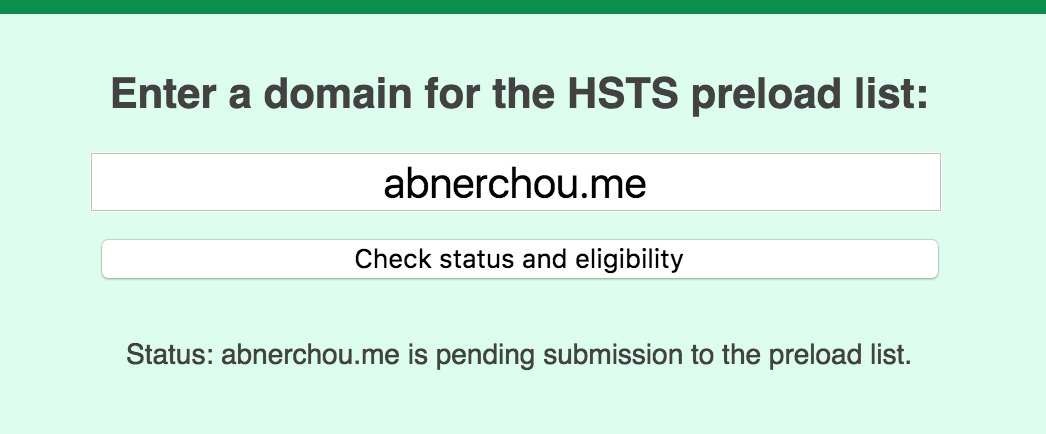 Enter a domain for the HSTS preload list:
abnerchou.me
Check status and eligibility
Status: abnerchou.me is pending submission to the preload list.